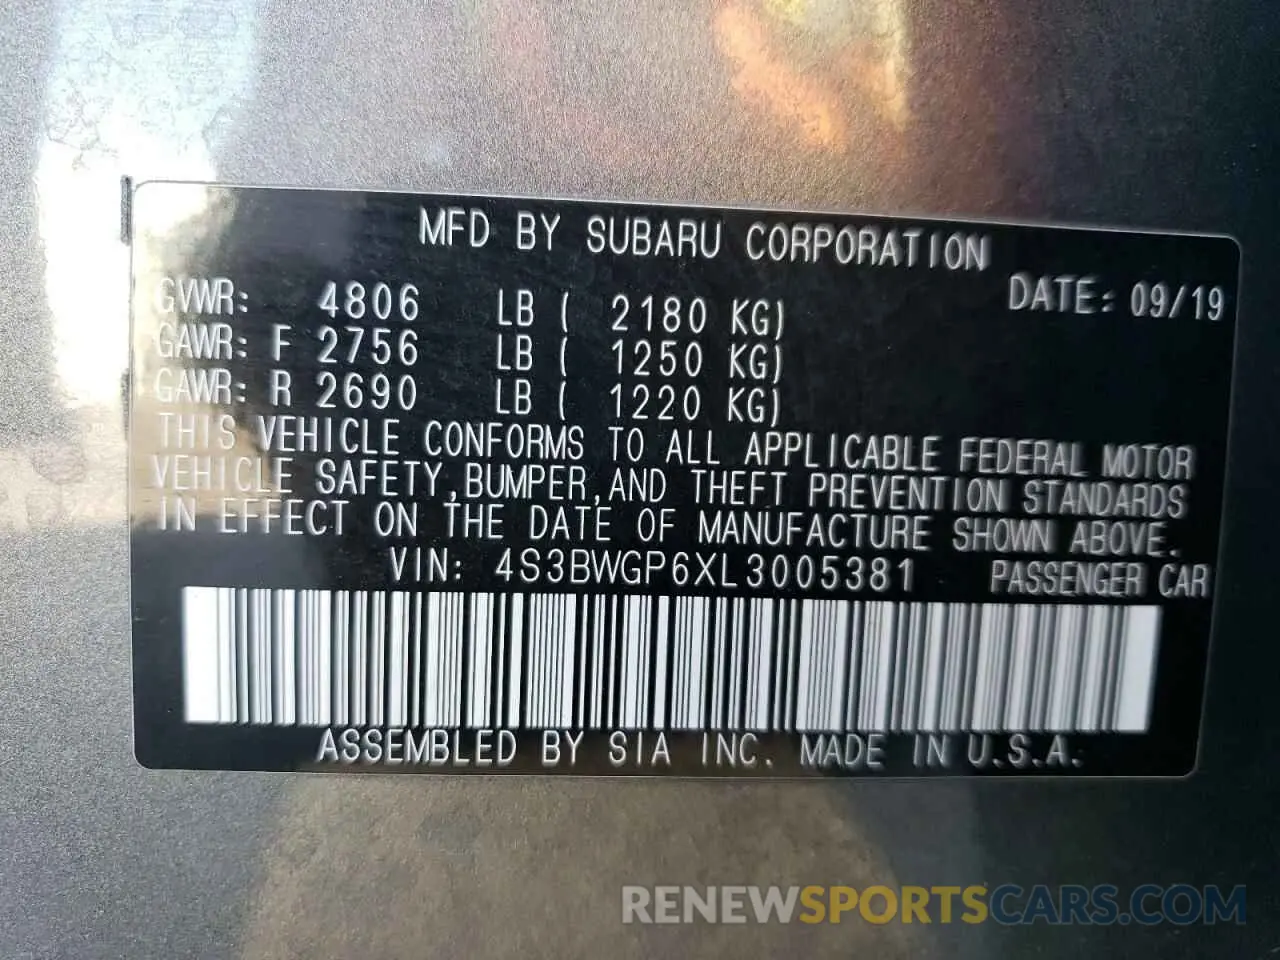 MFD BY SUBARU CORPORATION
GVWR: 4806 LB ( 2180 KG) DATE: 09/19
GAWR: F 2756 LB ( 1250 KG)
GAWR: R 2690 LB ( 1220 KG)
THIS VEHICLE CONFORMS TO ALL APPLICABLE FEDERAL MOTOR
VEHICLE SAFETY,BUMPER,AND THEFT PREVENTION STANDARDS
IN EFFECT ON THE DATE OF MANUFACTURE SHOWN ABOVE.
VIN: 4S3BWGP6XL3005381 PASSENGER CAR
ASSEMBLED BY SIA INC. MADE IN U.S.A.
RENEWSPORTSCARS.COM